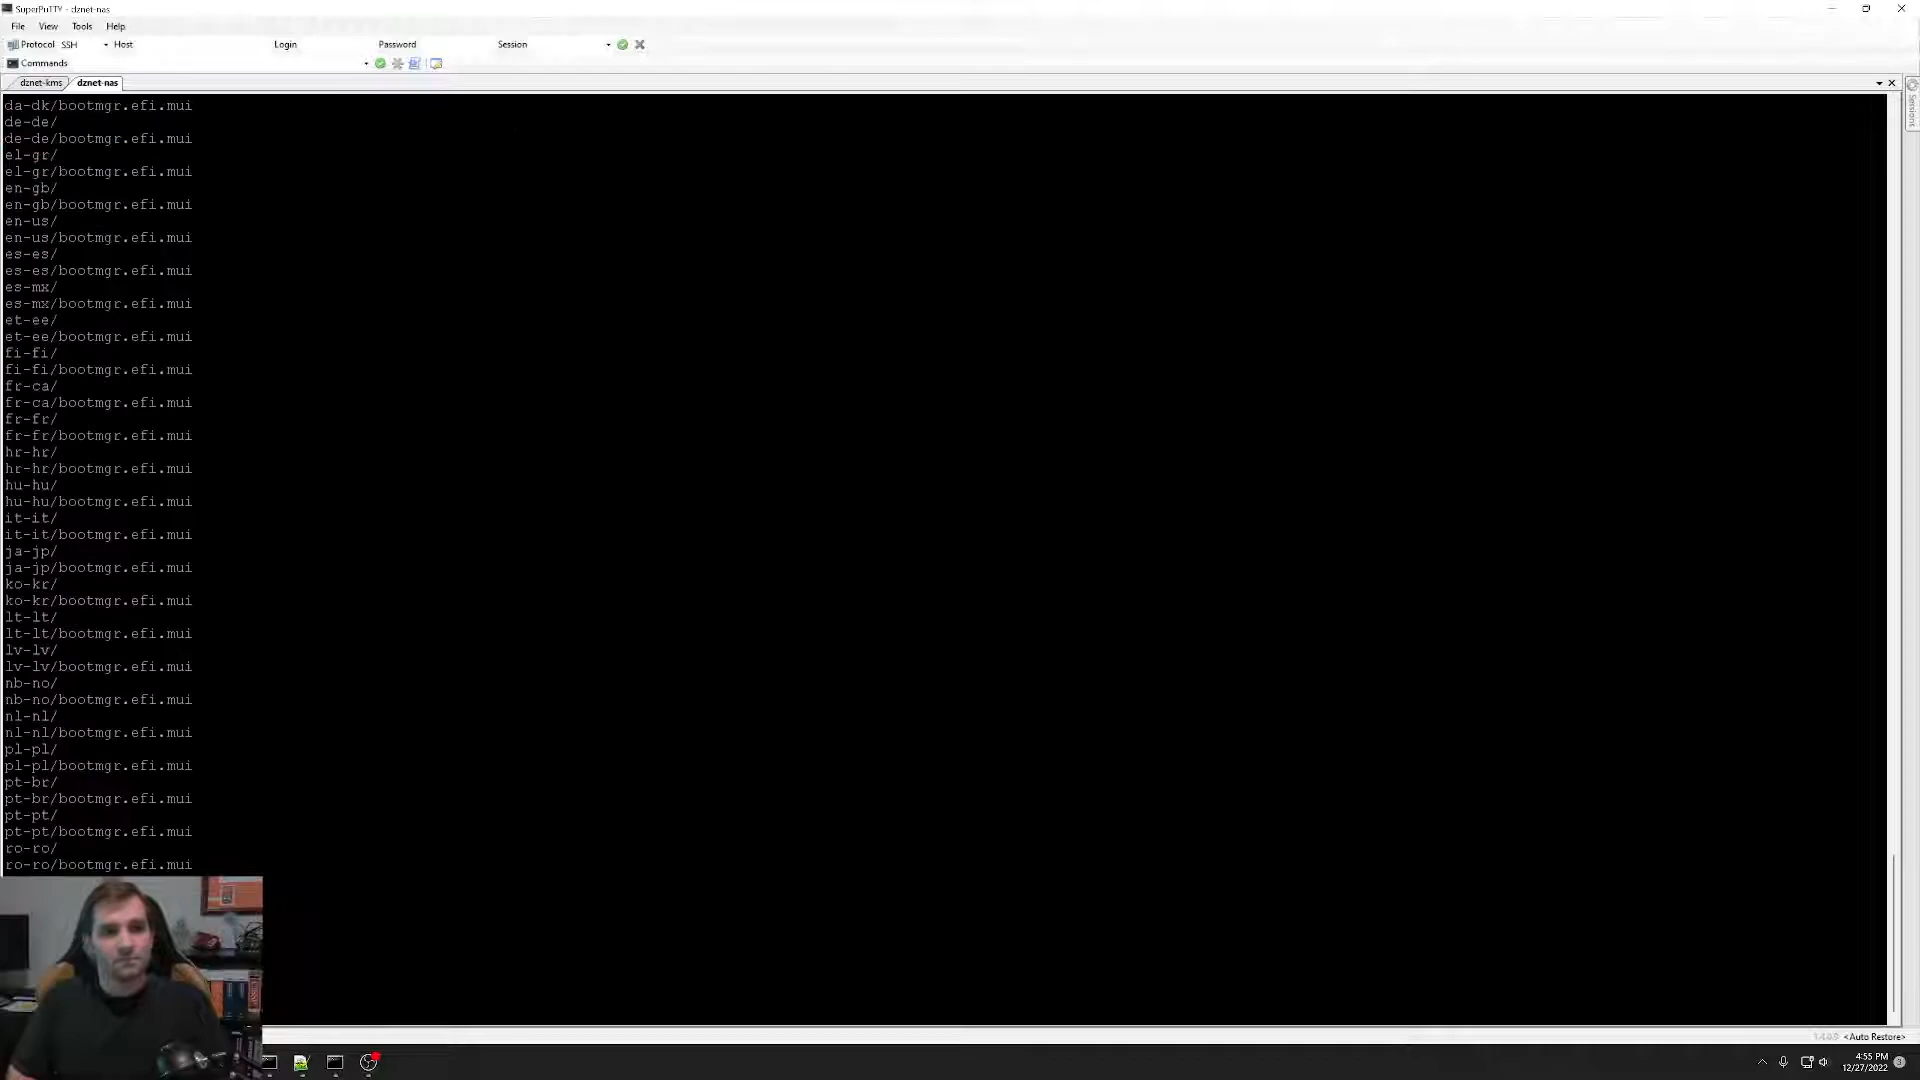 SuperPuTTY - dznet-nas
File View Tools Help
Protocol SSH Host Login Password Session
Commands
dznet-kms dznet-nas
Sessions
da-dk/bootmgr.efi.mui
de-de/
de-de/bootmgr.efi.mui
el-gr/
el-gr/bootmgr.efi.mui
en-gb/
en-gb/bootmgr.efi.mui
en-us/
en-us/bootmgr.efi.mui
es-es/
es-es/bootmgr.efi.mui
es-mx/
es-mx/bootmgr.efi.mui
et-ee/
et-ee/bootmgr.efi.mui
fi-fi/
fi-fi/bootmgr.efi.mui
fr-ca/
fr-ca/bootmgr.efi.mui
fr-fr/
fr-fr/bootmgr.efi.mui
hr-hr/
hr-hr/bootmgr.efi.mui
hu-hu/
hu-hu/bootmgr.efi.mui
it-it/
it-it/bootmgr.efi.mui
ja-jp/
ja-jp/bootmgr.efi.mui
ko-kr/
ko-kr/bootmgr.efi.mui
lt-lt/
lt-lt/bootmgr.efi.mui
lv-lv/
lv-lv/bootmgr.efi.mui
nb-no/
nb-no/bootmgr.efi.mui
nl-nl/
nl-nl/bootmgr.efi.mui
pl-pl/
pl-pl/bootmgr.efi.mui
pt-br/
pt-br/bootmgr.efi.mui
pt-pt/
pt-pt/bootmgr.efi.mui
ro-ro/
ro-ro/bootmgr.efi.mui
<Auto Restore>
4:55 PM
12/27/2022